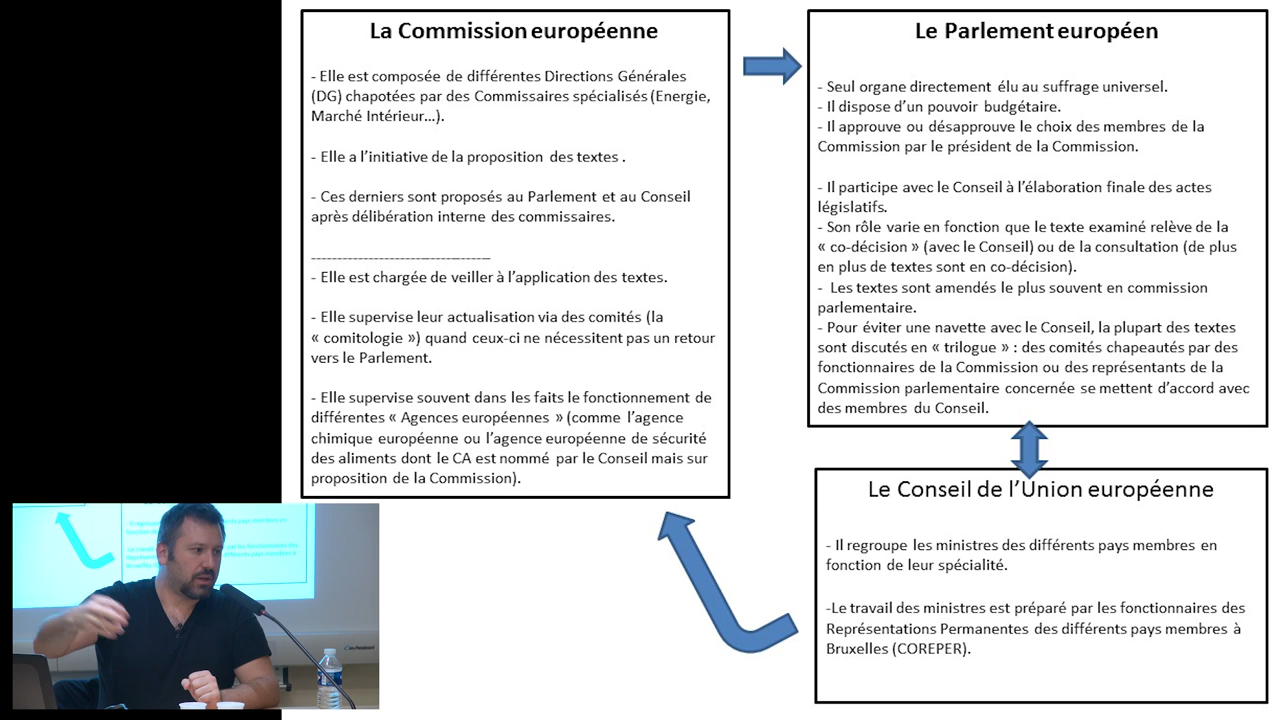 La Commission européenne
- Elle est composée de différentes Directions Générales
(DG) chapotées par des Commissaires spécialisés (Energie,
Marché Intérieur…).
- Elle a l'initiative de la proposition des textes .
- Ces derniers sont proposés au Parlement et au Conseil
après délibération interne des commissaires.
-----------------------------------
- Elle est chargée de veiller à l'application des textes.
- Elle supervise leur actualisation via des comités (la
« comitologie ») quand ceux-ci ne nécessitent pas un retour
vers le Parlement.
- Elle supervise souvent dans les faits le fonctionnement de
différentes « Agences européennes » (comme l'agence
chimique européenne ou l'agence européenne de sécurité
des aliments dont le CA est nommé par le Conseil mais sur
proposition de la Commission).
Le Parlement européen
- Seul organe directement élu au suffrage universel.
- Il dispose d'un pouvoir budgétaire.
- Il approuve ou désapprouve le choix des membres de la
Commission par le président de la Commission.
- Il participe avec le Conseil à l'élaboration finale des actes
législatifs.
- Son rôle varie en fonction que le texte examiné relève de la
« co-décision » (avec le Conseil) ou de la consultation (de plus
en plus de textes sont en co-décision).
- Les textes sont amendés le plus souvent en commission
parlementaire.
- Pour éviter une navette avec le Conseil, la plupart des textes
sont discutés en « trilogue » : des comités chapeautés par des
fonctionnaires de la Commission ou des représentants de la
Commission parlementaire concernée se mettent d'accord avec
des membres du Conseil.
Le Conseil de l'Union européenne
- Il regroupe les ministres des différents pays membres en
fonction de leur spécialité.
-Le travail des ministres est préparé par les fonctionnaires des
Représentations Permanentes des différents pays membres à
Bruxelles (COREPER).